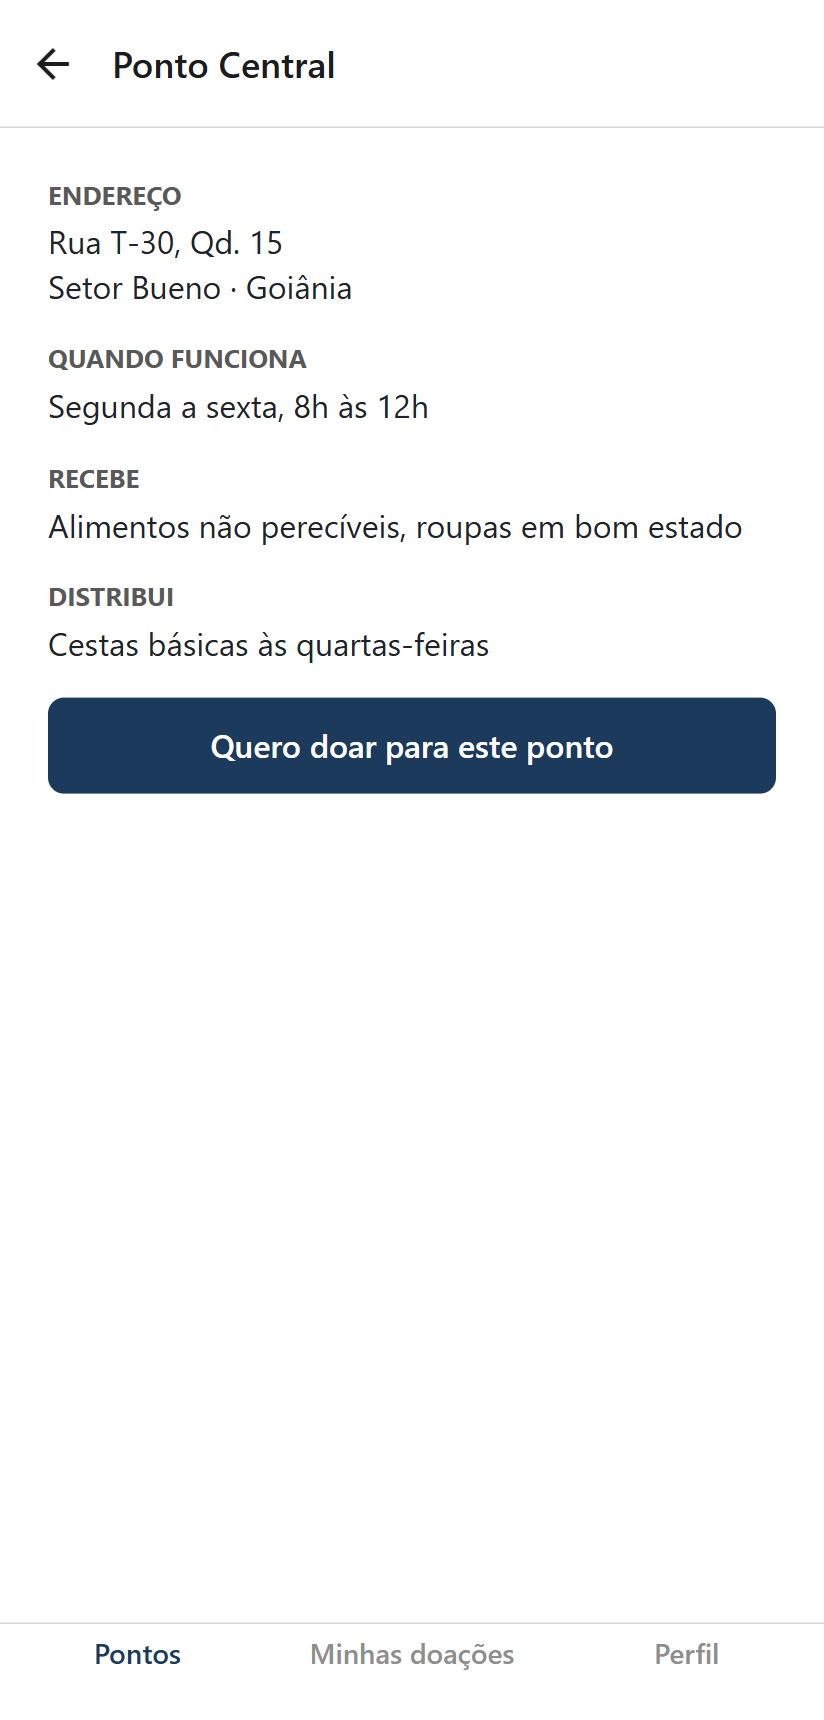 Ponto Central
ENDEREÇO
Rua T-30, Qd. 15
Setor Bueno · Goiânia
QUANDO FUNCIONA
Segunda a sexta, 8h às 12h
RECEBE
Alimentos não perecíveis, roupas em bom estado
DISTRIBUI
Cestas básicas às quartas-feiras
Quero doar para este ponto
Pontos
Minhas doações
Perfil